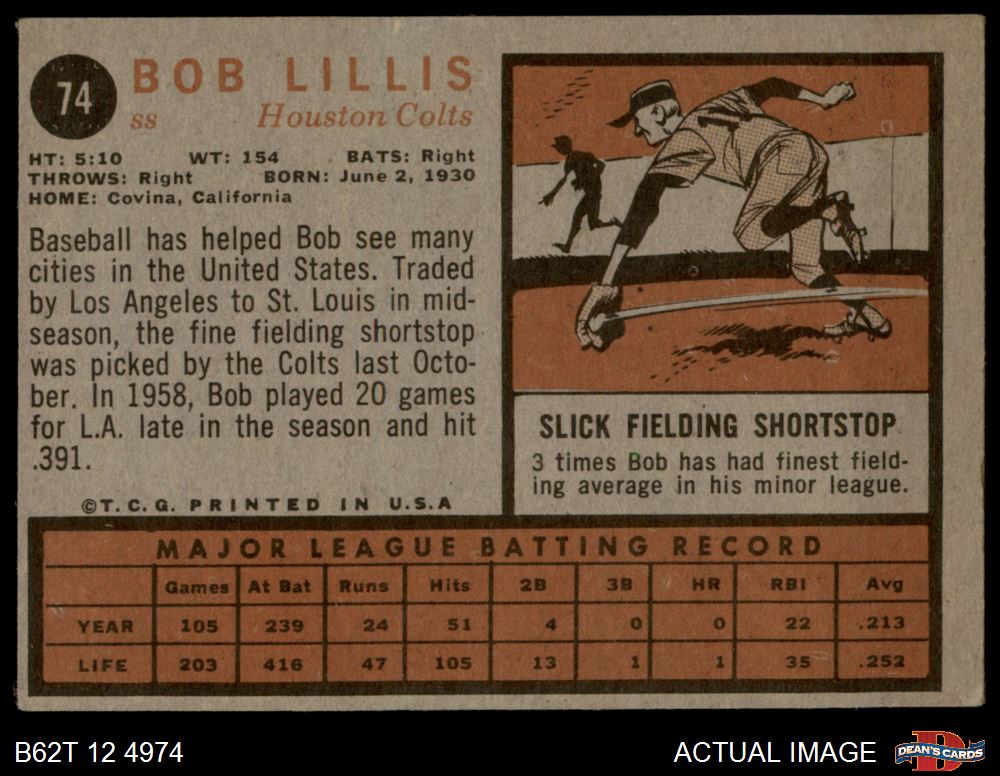 74
BOB LILLIS
ss Houston Colts
HT: 5:10 WT: 154 BATS: Right
THROWS: Right BORN: June 2, 1930
HOME: Covina, California
Baseball has helped Bob see many
cities in the United States. Traded
by Los Angeles to St. Louis in mid-
season, the fine fielding shortstop
was picked by the Colts last Octo-
ber. In 1958, Bob played 20 games
for L.A. late in the season and hit
.391.
©T.C.G. PRINTED IN U.S.A
SLICK FIELDING SHORTSTOP
3 times Bob has had finest field-
ing average in his minor league.
MAJOR LEAGUE BATTING RECORD
Games At Bat Runs Hits 2B 3B HR RBI Avg
YEAR 105 239 24 51 4 0 0 22 .213
LIFE 203 416 47 105 13 1 1 35 .252
B62T 12 4974 ACTUAL IMAGE DEAN'S CARDS